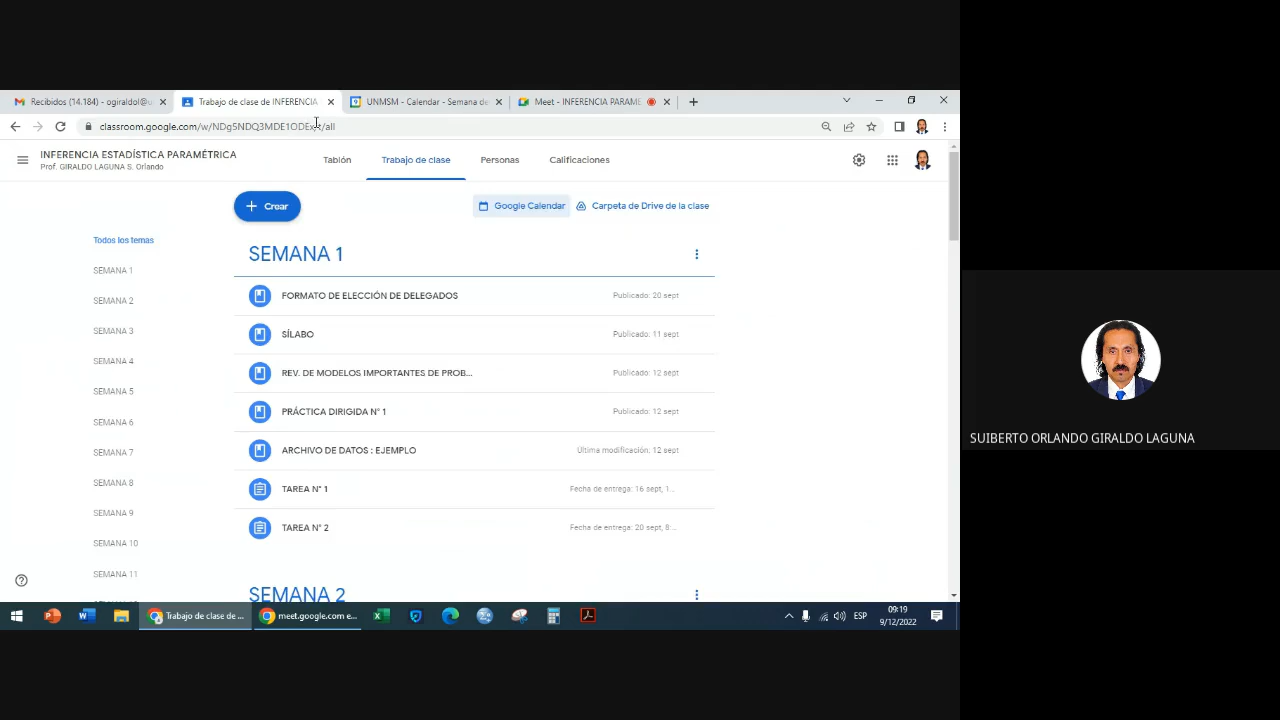 Recibidos (14.184) - ogiraldol@u
Trabajo de clase de INFERENCIA
UNMSM - Calendar - Semana de
Meet - INFERENCIA PARAME
classroom.google.com/w/
INFERENCIA ESTADÍSTICA PARAMÉTRICA
Prof. GIRALDO LAGUNA S. Orlando
Tablón
Trabajo de clase
Personas
Calificaciones
Crear
Google Calendar
Carpeta de Drive de la clase
Todos los temas
SEMANA 1
SEMANA 2
SEMANA 3
SEMANA 4
SEMANA 5
SEMANA 6
SEMANA 7
SEMANA 8
SEMANA 9
SEMANA 10
SEMANA 11
SEMANA 1
FORMATO DE ELECCIÓN DE DELEGADOS
Publicado: 20 sept
SÍLABO
Publicado: 11 sept
REV. DE MODELOS IMPORTANTES DE PROB...
Publicado: 12 sept
PRÁCTICA DIRIGIDA N° 1
Publicado: 12 sept
ARCHIVO DE DATOS : EJEMPLO
Última modificación: 12 sept
TAREA N° 1
Fecha de entrega: 16 sept, 1...
TAREA N° 2
Fecha de entrega: 20 sept, 8:...
SEMANA 2
SUIBERTO ORLANDO GIRALDO LAGUNA
Trabajo de clase de ...
meet.google.com e...
ESP
09:19
9/12/2022